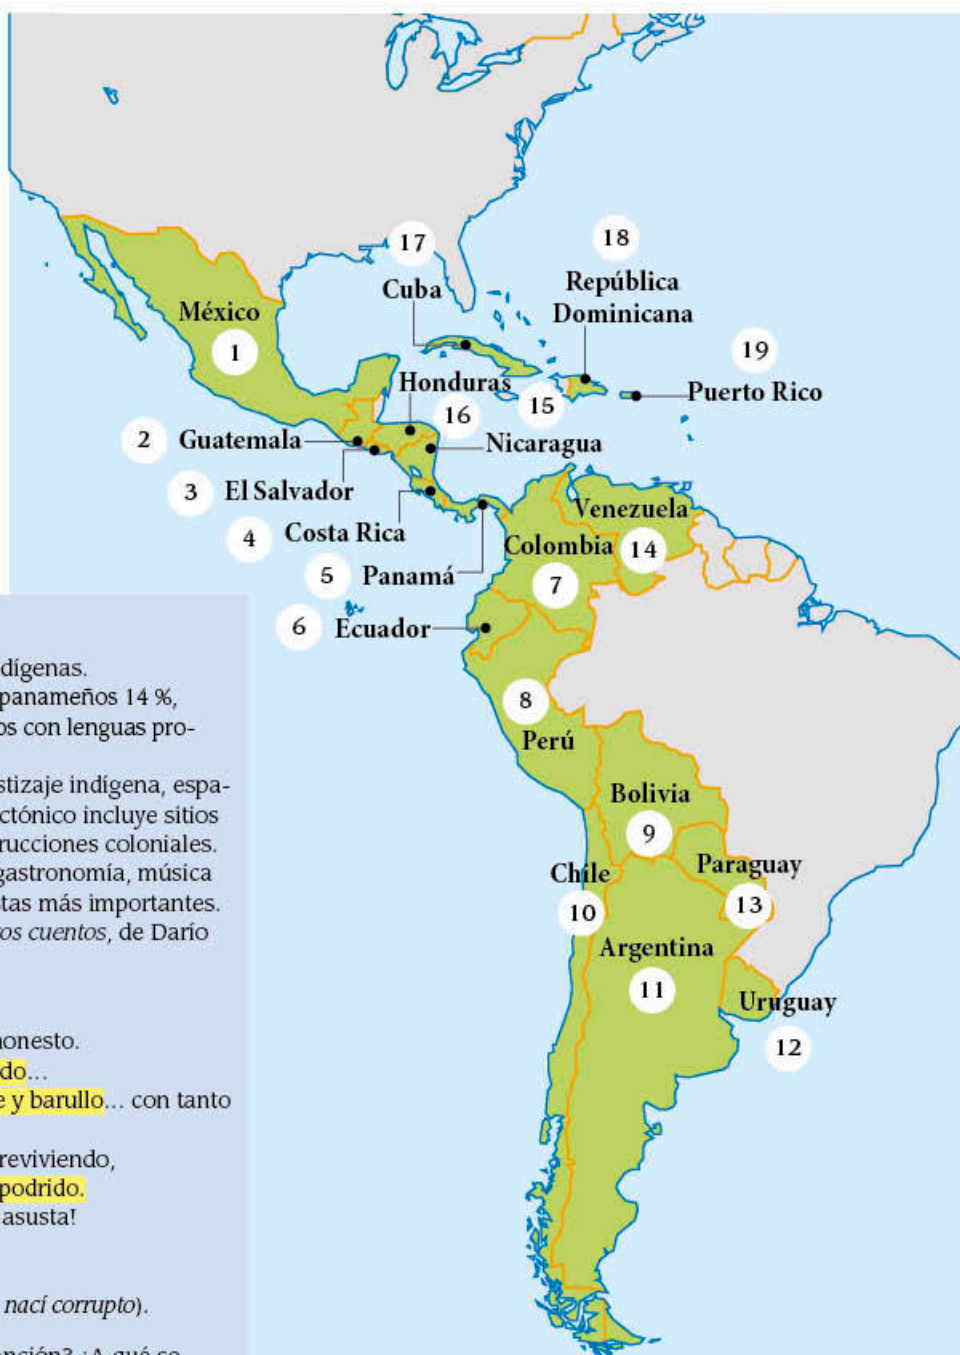 17
18
Cuba
República
Dominicana
México
1
19
Honduras
Puerto Rico
16
15
2
Guatemala
Nicaragua
3
El Salvador
4
Costa Rica
Venezuela
Colombia
14
5
Panamá
7
6
Ecuador
8
Perú
Bolivia
9
Paraguay
Chile
13
10
Argentina
11
Uruguay
12
dígenas.
panameños 14 %,
os con lenguas pro-
stizaje indígena, espa-
ctónico incluye sitios
rucciones coloniales.
gastronomía, música
stas más importantes.
os cuentos, de Darío
honesto.
do...
e y barullo... con tanto
reviviendo,
podrido.
asusta!
nací corrupto).